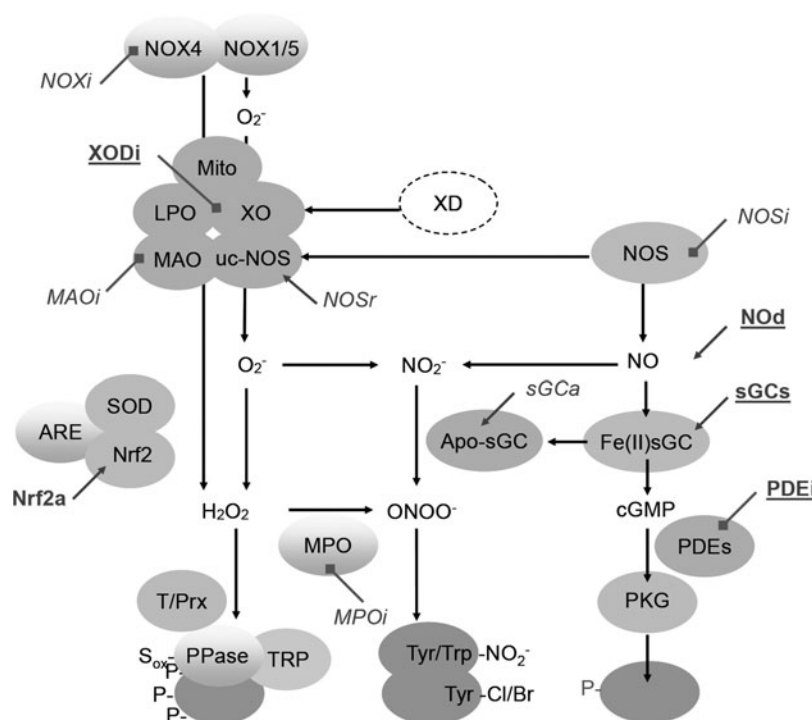 NOX4 NOX1/5
NOXi
O₂⁻
XODi
Mito
LPO XO XD
NOSi
MAO uc-NOS NOS
MAOi NOSr
NOd
O₂⁻ NO₂⁻ NO
sGCa sGCs
SOD
ARE Apo-sGC Fe(II)sGC
Nrf2
Nrf2a PDEi
H₂O₂ ONOO⁻ cGMP
MPO PDEs
T/Prx MPOi PKG
Sox- PPase TRP Tyr/Trp -NO₂⁻
P-
P- Tyr -Cl/Br P-
P-